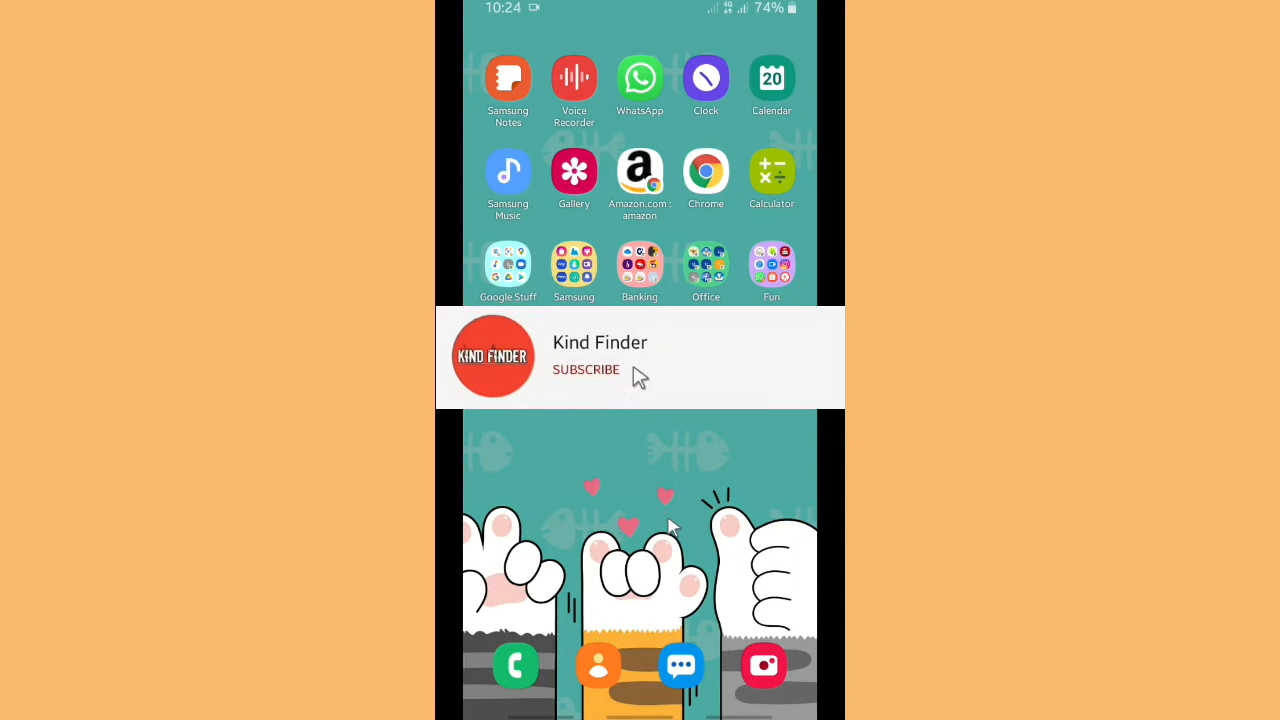 10:24
4G
74%
20
Samsung
Notes
Voice
Recorder
WhatsApp
Clock
Calendar
Samsung
Music
Gallery
Amazon.com :
amazon
Chrome
Calculator
Google Stuff
Samsung
Banking
Office
Fun
KIND FINDER
Kind Finder
SUBSCRIBE